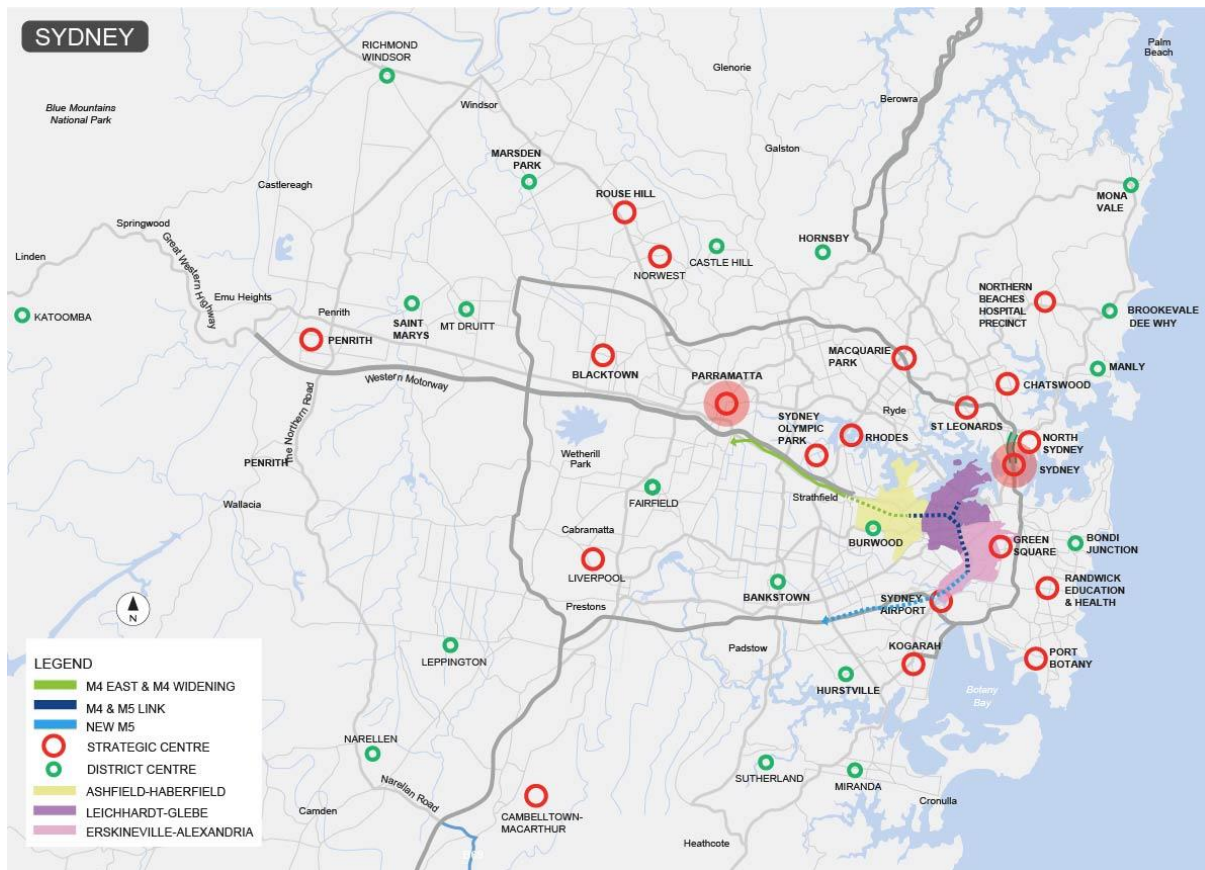 SYDNEY
RICHMOND
WINDSOR
Blue Mountains
National Park
Windsor
Glenorie
Berowra
Palm
Beach
MARSDEN
PARK
Galston
Castlereagh
ROUSE HILL
MONA
VALE
Springwood
Linden
Great Western Highway
HORNSBY
CASTLE HILL
NORWEST
Emu Heights
Penrith
KATOOMBA
SAINT
MARYS
MT DRUITT
PENRITH
NORTHERN
BEACHES
HOSPITAL
PRECINCT
BROOKEVALE
DEE WHY
Western Motorway
BLACKTOWN
PARRAMATTA
MACQUARIE
PARK
MANLY
CHATSWOOD
The Northern Road
Ryde
ST LEONARDS
SYDNEY
OLYMPIC
PARK
RHODES
NORTH
SYDNEY
SYDNEY
PENRITH
Wetherill
Park
Wallacia
FAIRFIELD
Strathfield
Cabramatta
BURWOOD
GREEN
SQUARE
BONDI
JUNCTION
LIVERPOOL
Prestons
BANKSTOWN
SYDNEY
AIRPORT
RANDWICK
EDUCATION
& HEALTH
N
LEPPINGTON
Padstow
KOGARAH
PORT
BOTANY
HURSTVILLE
Botany
Bay
LEGEND
M4 EAST & M4 WIDENING
M4 & M5 LINK
NEW M5
STRATEGIC CENTRE
DISTRICT CENTRE
ASHFIELD-HABERFIELD
LEICHHARDT-GLEBE
ERSKINEVILLE-ALEXANDRIA
NARELLEN
Narellan Road
Camden
CAMBELLTOWN-
MACARTHUR
SUTHERLAND
MIRANDA
Cronulla
Heathcote